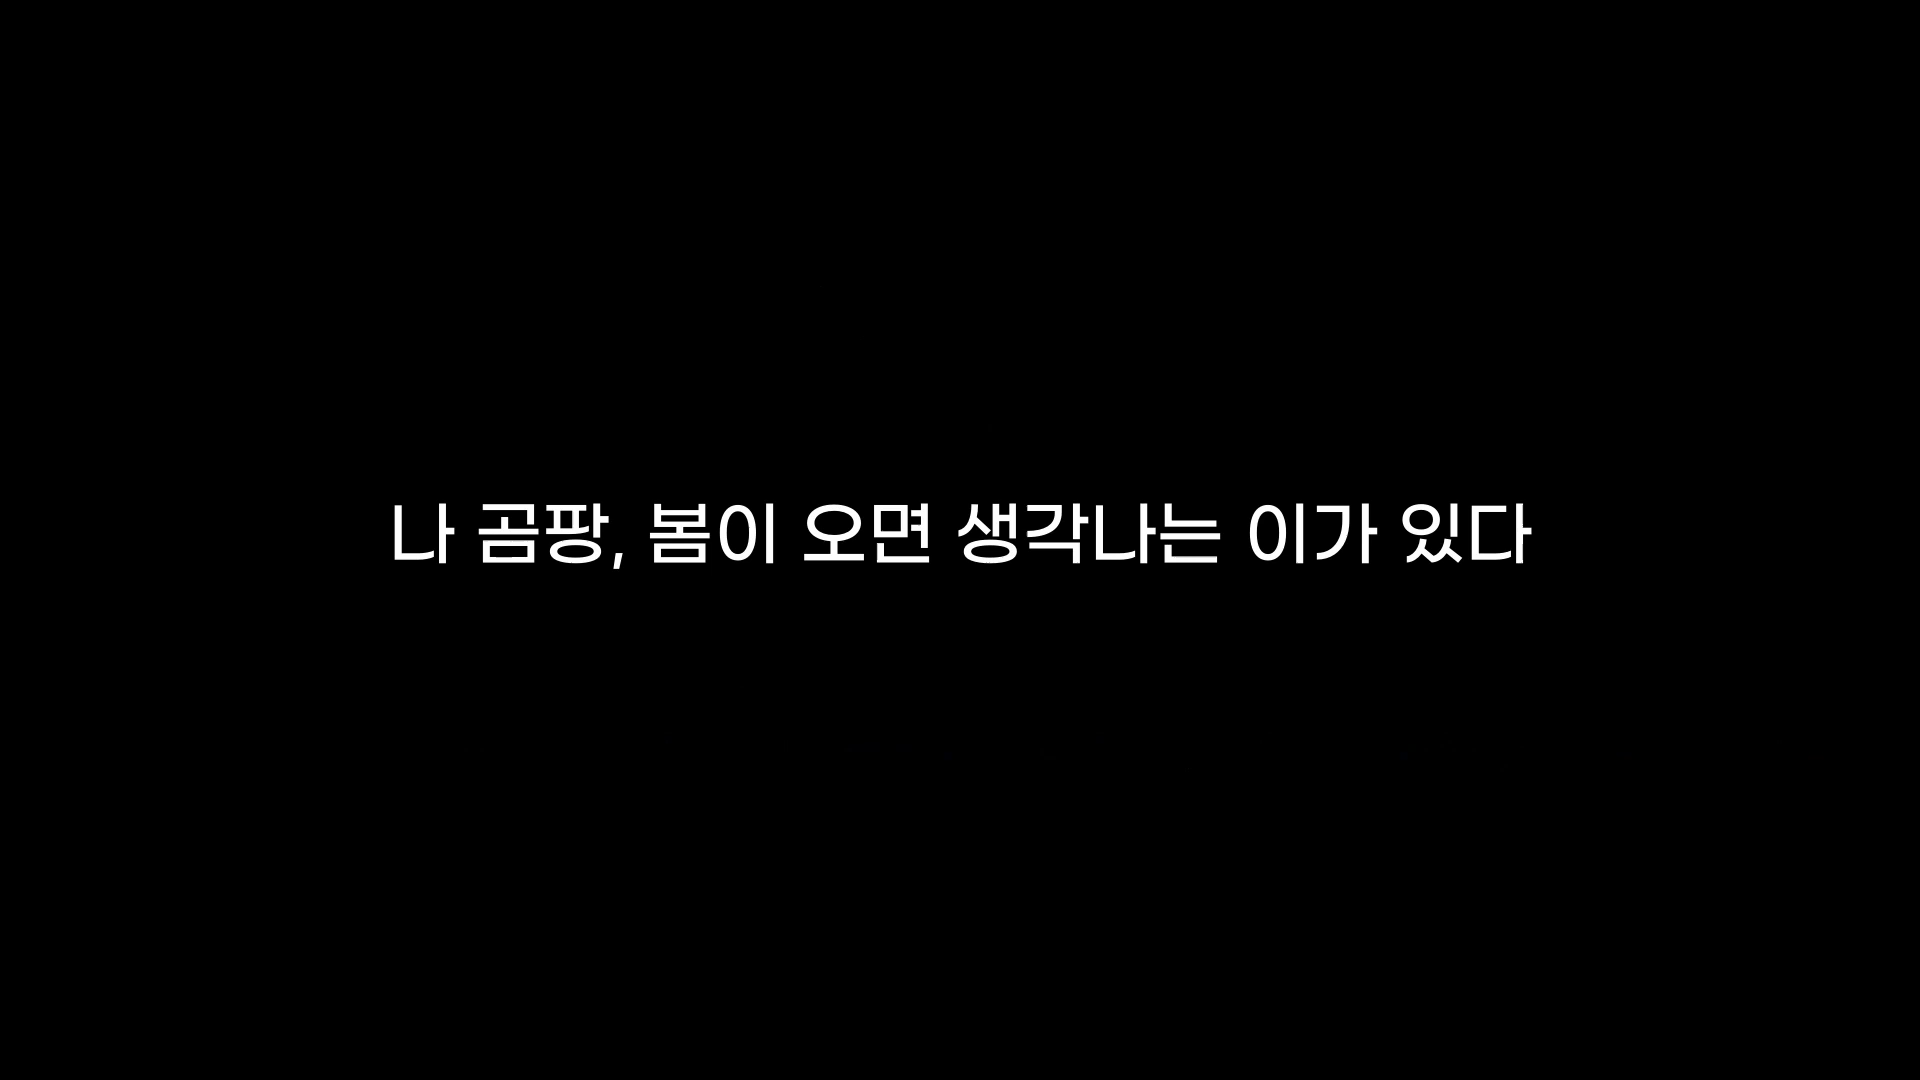 나 곰팡, 봄이 오면 생각나는 이가 있다